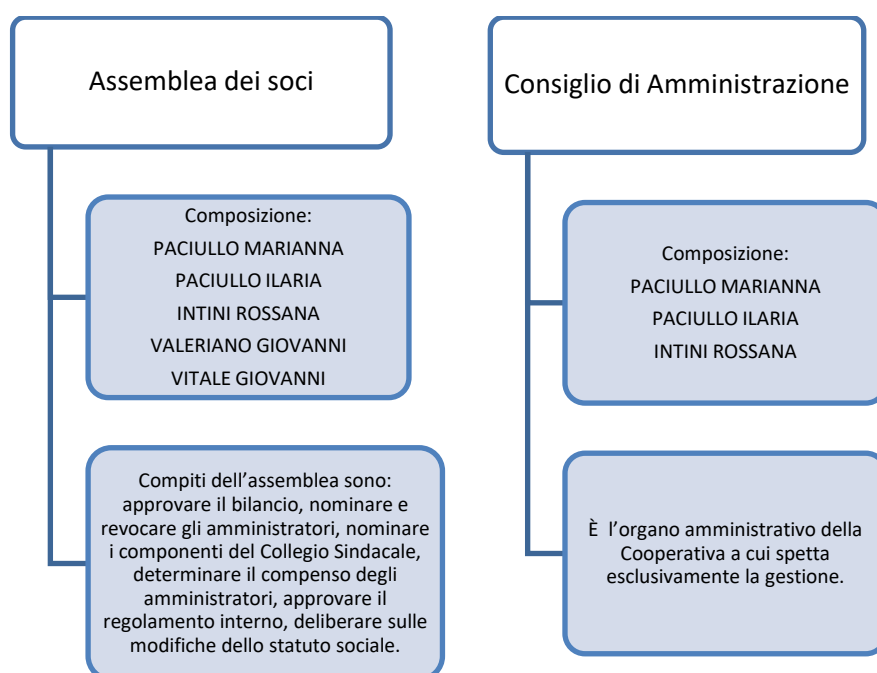 Assemblea dei soci
Composizione:
PACIULLO MARIANNA
PACIULLO ILARIA
INTINI ROSSANA
VALERIANO GIOVANNI
VITALE GIOVANNI
Compiti dell’assemblea sono:
approvare il bilancio, nominare e
revocare gli amministratori, nominare
i componenti del Collegio Sindacale,
determinare il compenso degli
amministratori, approvare il
regolamento interno, deliberare sulle
modifiche dello statuto sociale.
Consiglio di Amministrazione
Composizione:
PACIULLO MARIANNA
PACIULLO ILARIA
INTINI ROSSANA
È l’organo amministrativo della
Cooperativa a cui spetta
esclusivamente la gestione.